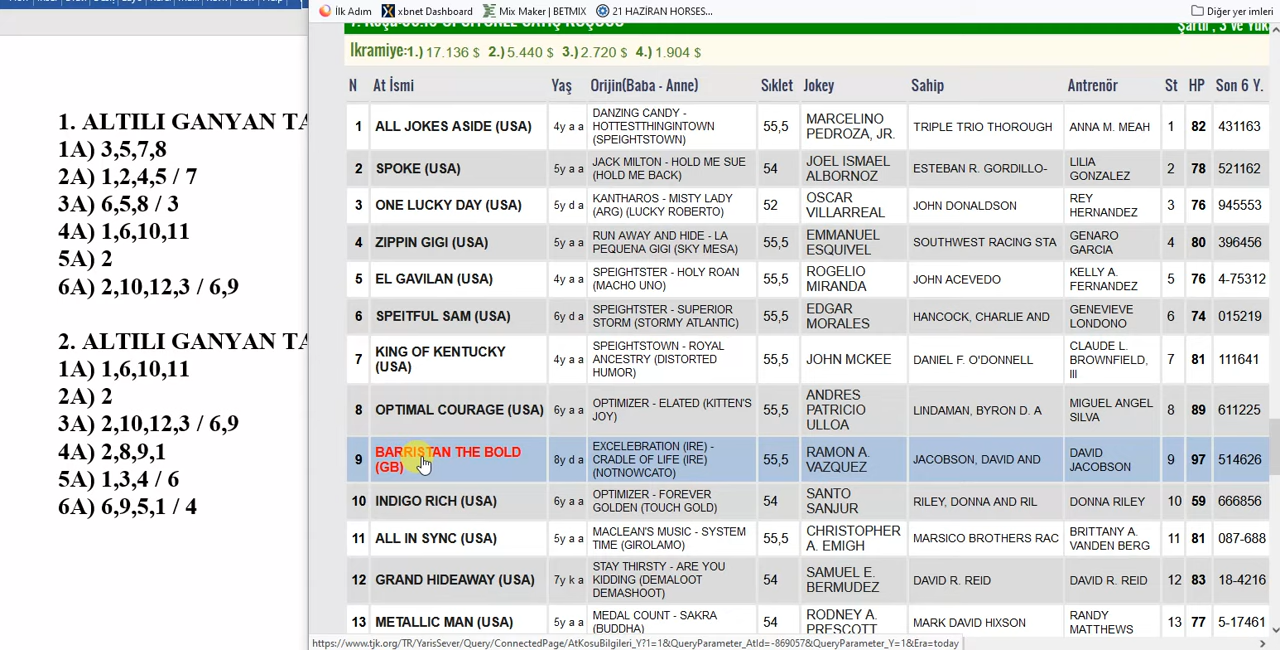 İlk Adım xbnet Dashboard Mix Maker | BETMIX 21 HAZIRAN HORSES... Diğer yer imleri
1. ALTILI GANYAN TA
1A) 3,5,7,8
2A) 1,2,4,5 / 7
3A) 6,5,8 / 3
4A) 1,6,10,11
5A) 2
6A) 2,10,12,3 / 6,9
2. ALTILI GANYAN TA
1A) 1,6,10,11
2A) 2
3A) 2,10,12,3 / 6,9
4A) 2,8,9,1
5A) 1,3,4 / 6
6A) 6,9,5,1 / 4
İkramiye:1.) 17.136 $ 2.) 5.440 $ 3.) 2.720 $ 4.) 1.904 $
N At İsmi Yaş Orijin(Baba - Anne) Sıklet Jokey Sahip Antrenör St HP Son 6 Y.
1 ALL JOKES ASIDE (USA) 4y a a DANZING CANDY - HOTTESTTHINGINTOWN (SPEIGHTSTOWN) 55,5 MARCELINO PEDROZA, JR. TRIPLE TRIO THOROUGH ANNA M. MEAH 1 82 431163
2 SPOKE (USA) 5y a a JACK MILTON - HOLD ME SUE (HOLD ME BACK) 54 JOEL ISMAEL ALBORNOZ ESTEBAN R. GORDILLO- LILIA GONZALEZ 2 78 521162
3 ONE LUCKY DAY (USA) 5y d a KANTHAROS - MISTY LADY (ARG) (LUCKY ROBERTO) 52 OSCAR VILLARREAL JOHN DONALDSON REY HERNANDEZ 3 76 945553
4 ZIPPIN GIGI (USA) 5y a a RUN AWAY AND HIDE - LA PEQUENA GIGI (SKY MESA) 55,5 EMMANUEL ESQUIVEL SOUTHWEST RACING STA GENARO GARCIA 4 80 396456
5 EL GAVILAN (USA) 4y a a SPEIGHTSTER - HOLY ROAN (MACHO UNO) 55,5 ROGELIO MIRANDA JOHN ACEVEDO KELLY A. FERNANDEZ 5 76 4-75312
6 SPEITFUL SAM (USA) 6y d a SPEIGHTSTER - SUPERIOR STORM (STORMY ATLANTIC) 55,5 EDGAR MORALES HANCOCK, CHARLIE AND GENEVIEVE LONDONO 6 74 015219
7 KING OF KENTUCKY (USA) 4y a a SPEIGHTSTOWN - ROYAL ANCESTRY (DISTORTED HUMOR) 55,5 JOHN MCKEE DANIEL F. O'DONNELL CLAUDE L. BROWNFIELD, III 7 81 111641
8 OPTIMAL COURAGE (USA) 6y a a OPTIMIZER - ELATED (KITTEN'S JOY) 55,5 ANDRES PATRICIO ULLOA LINDAMAN, BYRON D. A MIGUEL ANGEL SILVA 8 89 611225
9 BARRISTAN THE BOLD (GB) 8y d a EXCELEBRATION (IRE) - CRADLE OF LIFE (IRE) (NOTNOWCATO) 55,5 RAMON A. VAZQUEZ JACOBSON, DAVID AND DAVID JACOBSON 9 97 514626
10 INDIGO RICH (USA) 6y a a OPTIMIZER - FOREVER GOLDEN (TOUCH GOLD) 54 SANTO SANJUR RILEY, DONNA AND RIL DONNA RILEY 10 59 666856
11 ALL IN SYNC (USA) 5y a a MACLEAN'S MUSIC - SYSTEM TIME (GIROLAMO) 55,5 CHRISTOPHER A. EMIGH MARSICO BROTHERS RAC BRITTANY A. VANDEN BERG 11 81 087-688
12 GRAND HIDEAWAY (USA) 7y k a STAY THIRSTY - ARE YOU KIDDING (DEMALOOT DEMASHOOT) 54 SAMUEL E. BERMUDEZ DAVID R. REID DAVID R. REID 12 83 18-4216
13 METALLIC MAN (USA) 5y a a MEDAL COUNT - SAKRA (BUDDHA) 54 RODNEY A. PRESCOTT MARK DAVID HIXSON RANDY MATTHEWS 13 77 5-17461
https://www.tjk.org/TR/YarisSever/Query/ConnectedPage/AtKosuBilgileri_Y?1=1&QueryParameter_AtId=-869057&QueryParameter_Y=1&Era=today